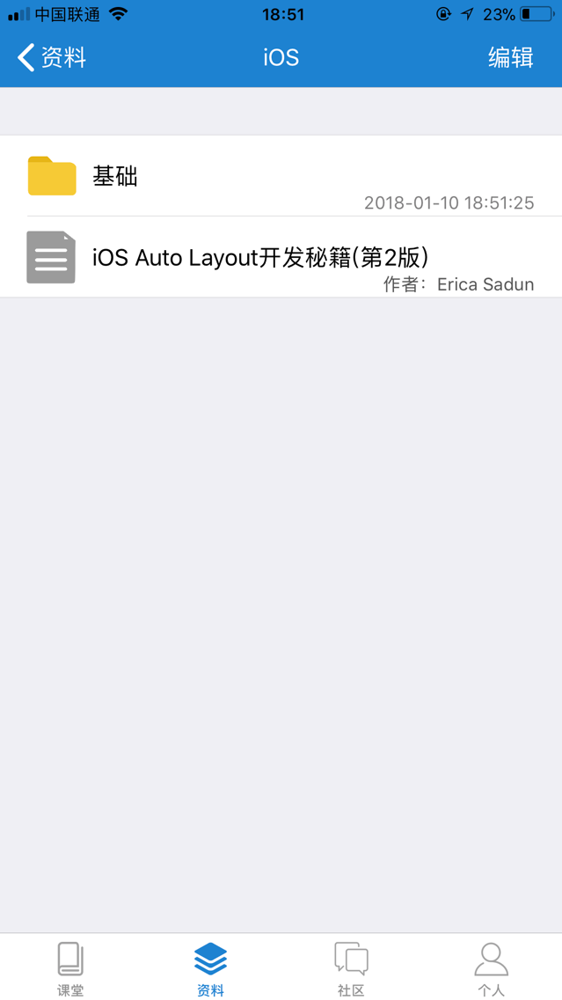 中国联通 18:51 23%
资料 iOS 编辑
基础
2018-01-10 18:51:25
iOS Auto Layout开发秘籍(第2版)
作者：Erica Sadun
课堂 资料 社区 个人